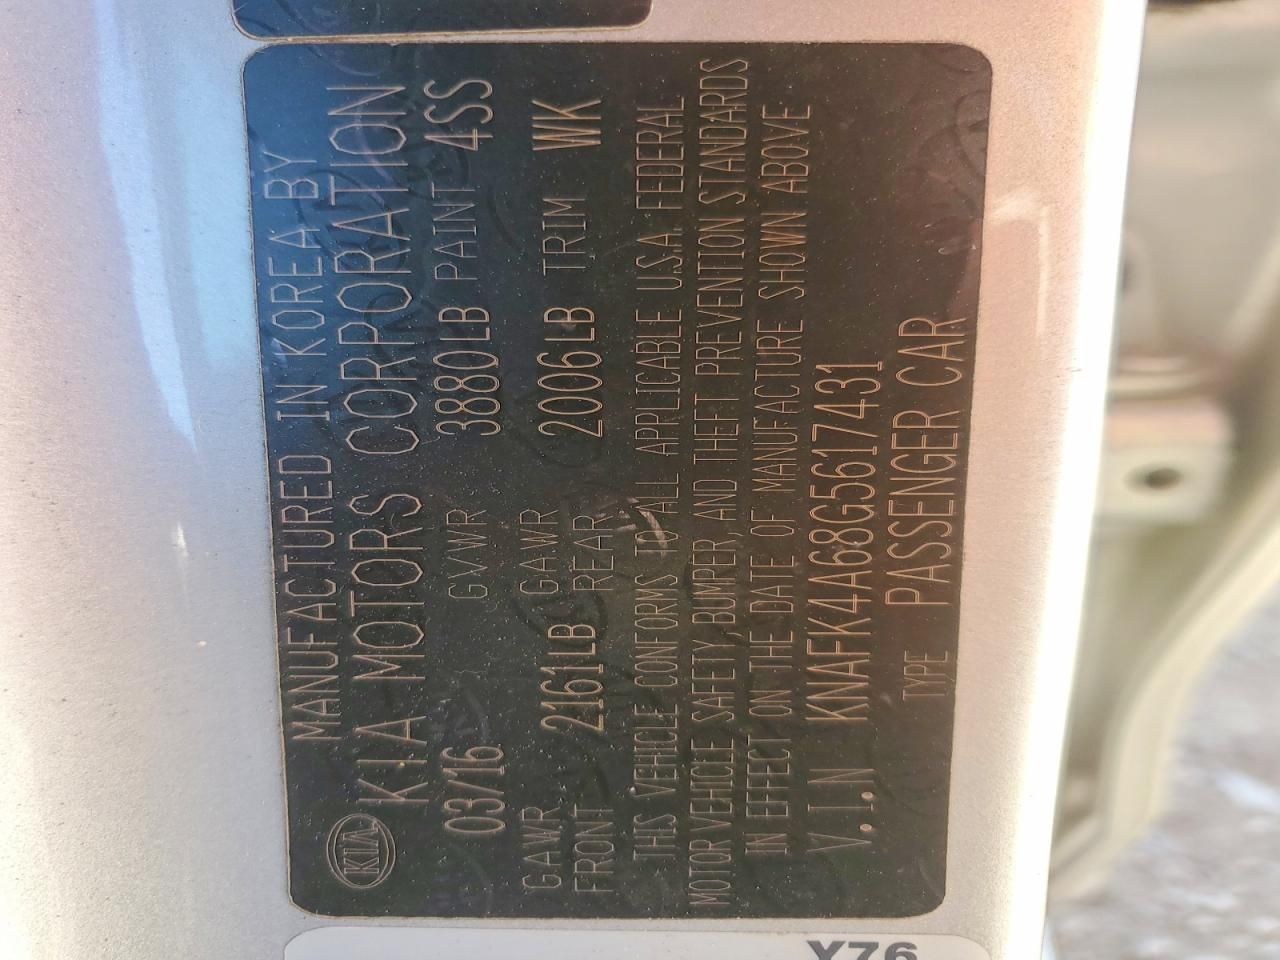 MANUFACTURED IN KOREA BY
KIA KIA MOTORS CORPORATION
03/16 GVWR 3880LB PAINT 4SS
GAWR FRONT 2161LB GAWR REAR 2006LB TRIM WK
THIS VEHICLE CONFORMS TO ALL APPLICABLE U.S.A. FEDERAL
MOTOR VEHICLE SAFETY, BUMPER, AND THEFT PREVENTION STANDARDS
IN EFFECT ON THE DATE OF MANUFACTURE SHOWN ABOVE
V.I.N KNAFK4A68G5617431
TYPE PASSENGER CAR
Y76